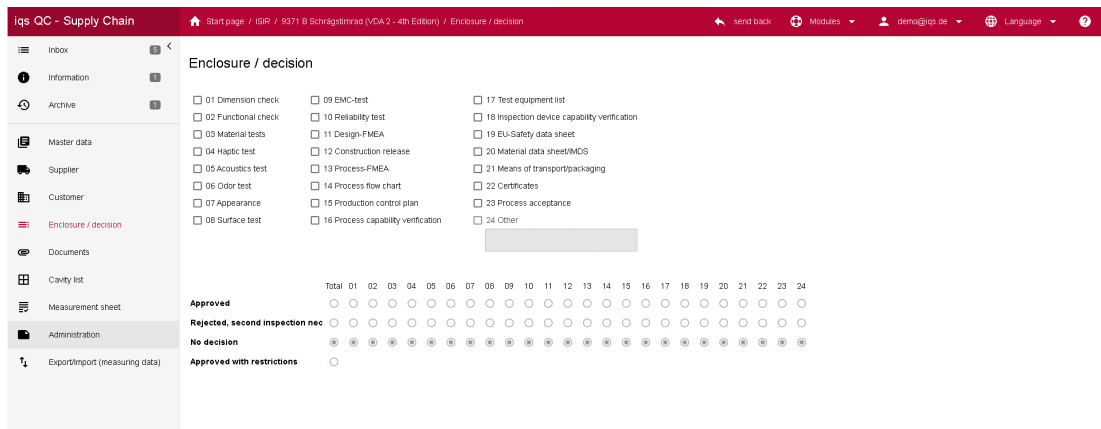 iqs QC - Supply Chain
Start page / ISIR / 9371 B Schrägstirnrad (VDA 2 - 4th Edition) / Enclosure / decision
send back
Modules
demo@iqs.de
Language
?
Inbox 5
Information 1
Archive 1
Master data
Supplier
Customer
Enclosure / decision
Documents
Cavity list
Measurement sheet
Administration
Export/import (measuring data)
Enclosure / decision
01 Dimension check
02 Functional check
03 Material tests
04 Haptic test
05 Acoustics test
06 Odor test
07 Appearance
08 Surface test
09 EMC-test
10 Reliability test
11 Design-FMEA
12 Construction release
13 Process-FMEA
14 Process flow chart
15 Production control plan
16 Process capability verification
17 Test equipment list
18 Inspection device capability verification
19 EU-Safety data sheet
20 Material data sheet/IMDS
21 Means of transport/packaging
22 Certificates
23 Process acceptance
24 Other
Total 01 02 03 04 05 06 07 08 09 10 11 12 13 14 15 16 17 18 19 20 21 22 23 24
Approved
Rejected, second inspection nec
No decision
Approved with restrictions